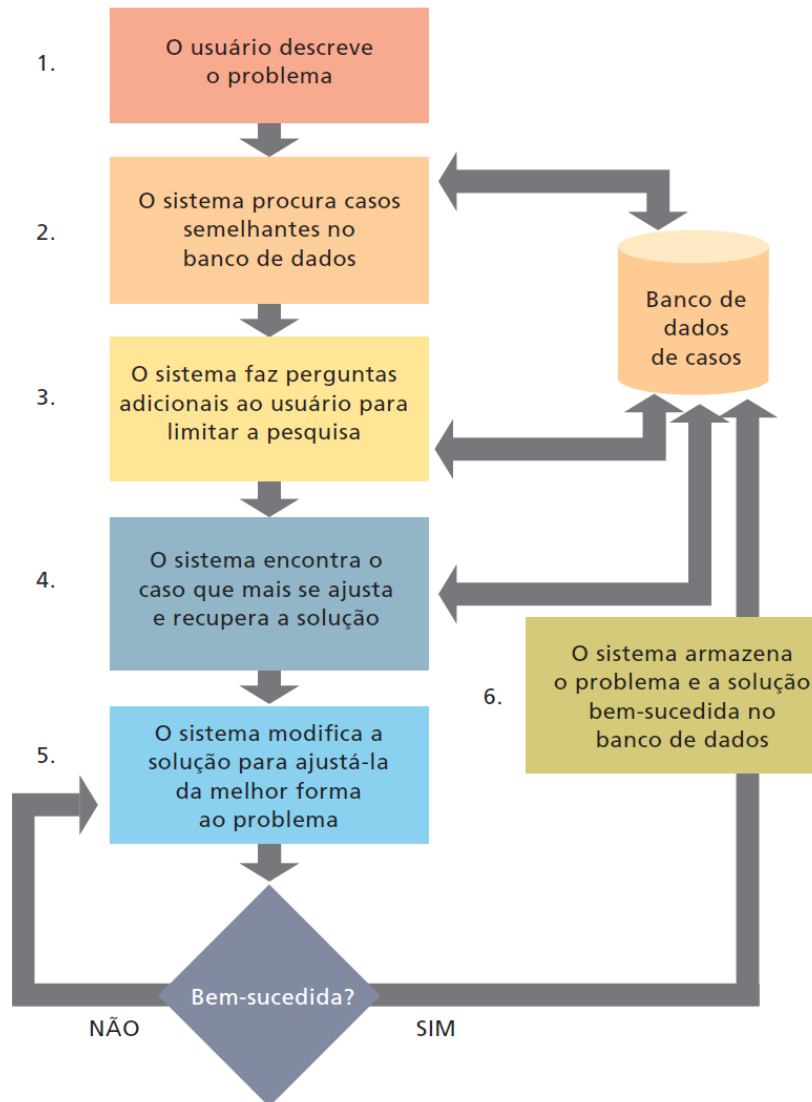 1.
O usuário descreve
o problema
2.
O sistema procura casos
semelhantes no
banco de dados
Banco de
dados
de casos
3.
O sistema faz perguntas
adicionais ao usuário para
limitar a pesquisa
4.
O sistema encontra o
caso que mais se ajusta
e recupera a solução
5.
O sistema modifica a
solução para ajustá-la
da melhor forma
ao problema
6.
O sistema armazena
o problema e a solução
bem-sucedida no
banco de dados
Bem-sucedida?
NÃO
SIM